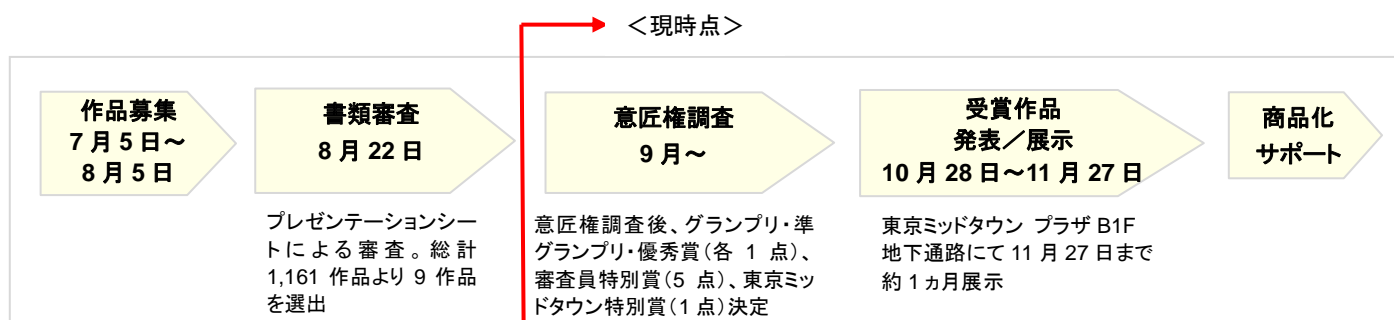 ＜現時点＞
作品募集
7月5日～
8月5日
書類審査
8月22日
意匠権調査
9月～
受賞作品
発表／展示
10月28日～11月27日
商品化
サポート
プレゼンテーションシー
トによる審査。総計
1,161 作品より 9 作品
を選出
意匠権調査後、グランプリ・準
グランプリ・優秀賞（各 1 点）、
審査員特別賞（5 点）、東京ミッ
ドタウン特別賞（1 点）決定
東京ミッドタウン プラザ B1F
地下通路にて 11 月 27 日まで
約 1 ヵ月展示